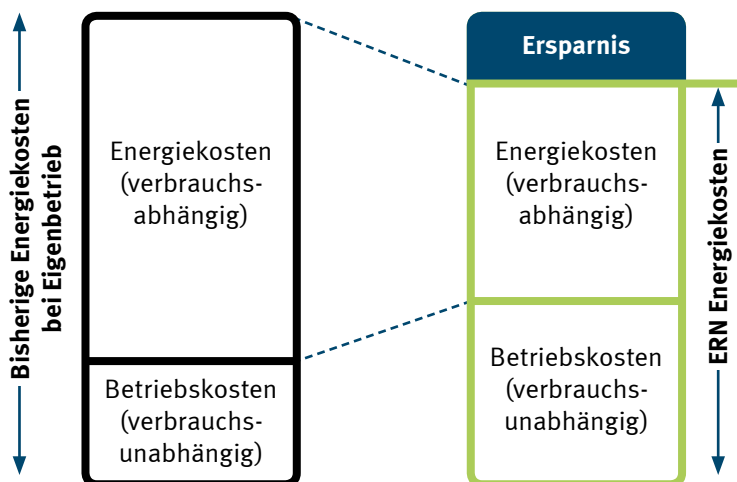 Bisherige Energiekosten
bei Eigenbetrieb
Energiekosten
(verbrauchs-
abhängig)
Betriebskosten
(verbrauchs-
unabhängig)
Ersparnis
Energiekosten
(verbrauchs-
abhängig)
Betriebskosten
(verbrauchs-
unabhängig)
ERN Energiekosten